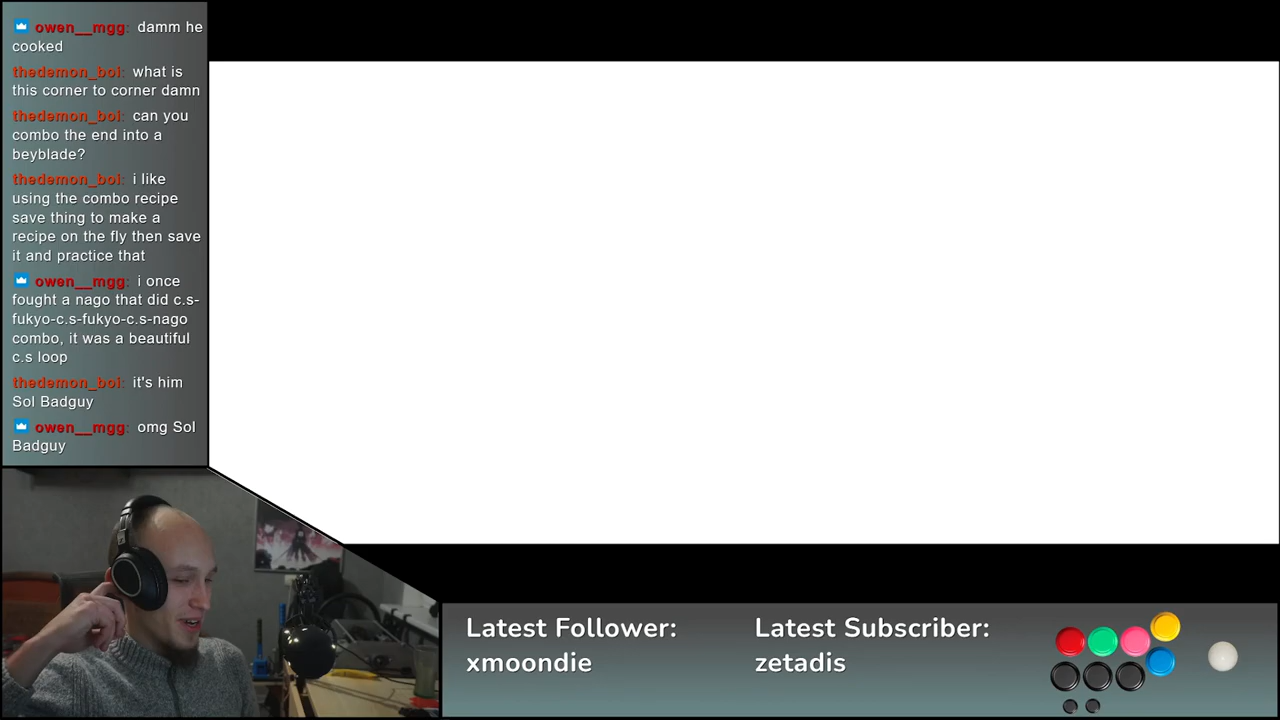 owen__mgg: damm he
cooked
thedemon_boi: what is
this corner to corner damn
thedemon_boi: can you
combo the end into a
beyblade?
thedemon_boi: i like
using the combo recipe
save thing to make a
recipe on the fly then save
it and practice that
owen__mgg: i once
fought a nago that did c.s-
fukyo-c.s-fukyo-c.s-nago
combo, it was a beautiful
c.s loop
thedemon_boi: it's him
Sol Badguy
owen__mgg: omg Sol
Badguy
Latest Follower:
xmoondie
Latest Subscriber:
zetadis